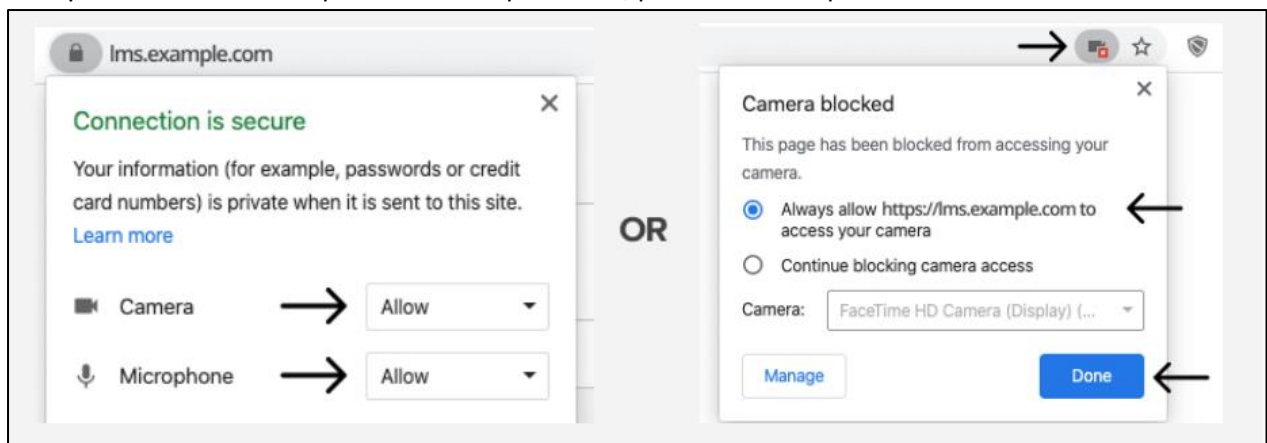 lms.example.com
Connection is secure
Your information (for example, passwords or credit
card numbers) is private when it is sent to this site.
Learn more
Camera
Allow
Microphone
Allow
OR
Camera blocked
This page has been blocked from accessing your
camera.
Always allow https://lms.example.com to
access your camera
Continue blocking camera access
Camera:
FaceTime HD Camera (Display) (...
Manage
Done